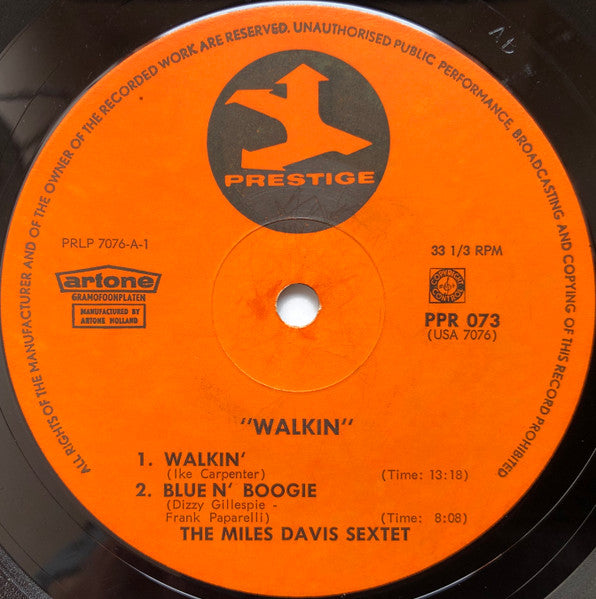 ALL RIGHTS OF THE MANUFACTURER AND OF THE OWNER OF THE RECORDED WORK ARE RESERVED. UNAUTHORISED PUBLIC PERFORMANCE, BROADCASTING AND COPYING OF THIS RECORD PROHIBITED
PRESTIGE
PRLP 7076-A-1
33 1/3 RPM
artone
GRAMOFOONPLATEN
MANUFACTURED BY
ARTONE HOLLAND
COPYRIGHT
CONTROL
PPR 073
(USA 7076)
"WALKIN"
1. WALKIN'
(Ike Carpenter) (Time: 13:18)
2. BLUE N' BOOGIE
(Dizzy Gillespie -
Frank Paparelli) (Time: 8:08)
THE MILES DAVIS SEXTET